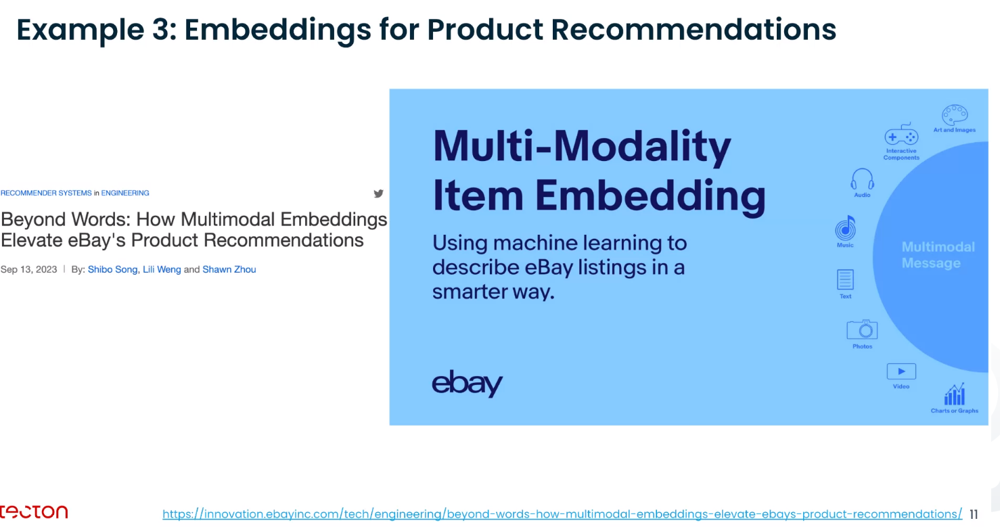 Example 3: Embeddings for Product Recommendations
RECOMMENDER SYSTEMS in ENGINEERING
Beyond Words: How Multimodal Embeddings
Elevate eBay's Product Recommendations
Sep 13, 2023 | By: Shibo Song, Lili Weng and Shawn Zhou
Multi-Modality
Item Embedding
Using machine learning to
describe eBay listings in a
smarter way.
ebay
Art and Images
Interactive
Components
Audio
Music
Text
Photos
Video
Charts or Graphs
Multimodal
Message
tecton
https://innovation.ebayinc.com/tech/engineering/beyond-words-how-multimodal-embeddings-elevate-ebays-product-recommendations/
11